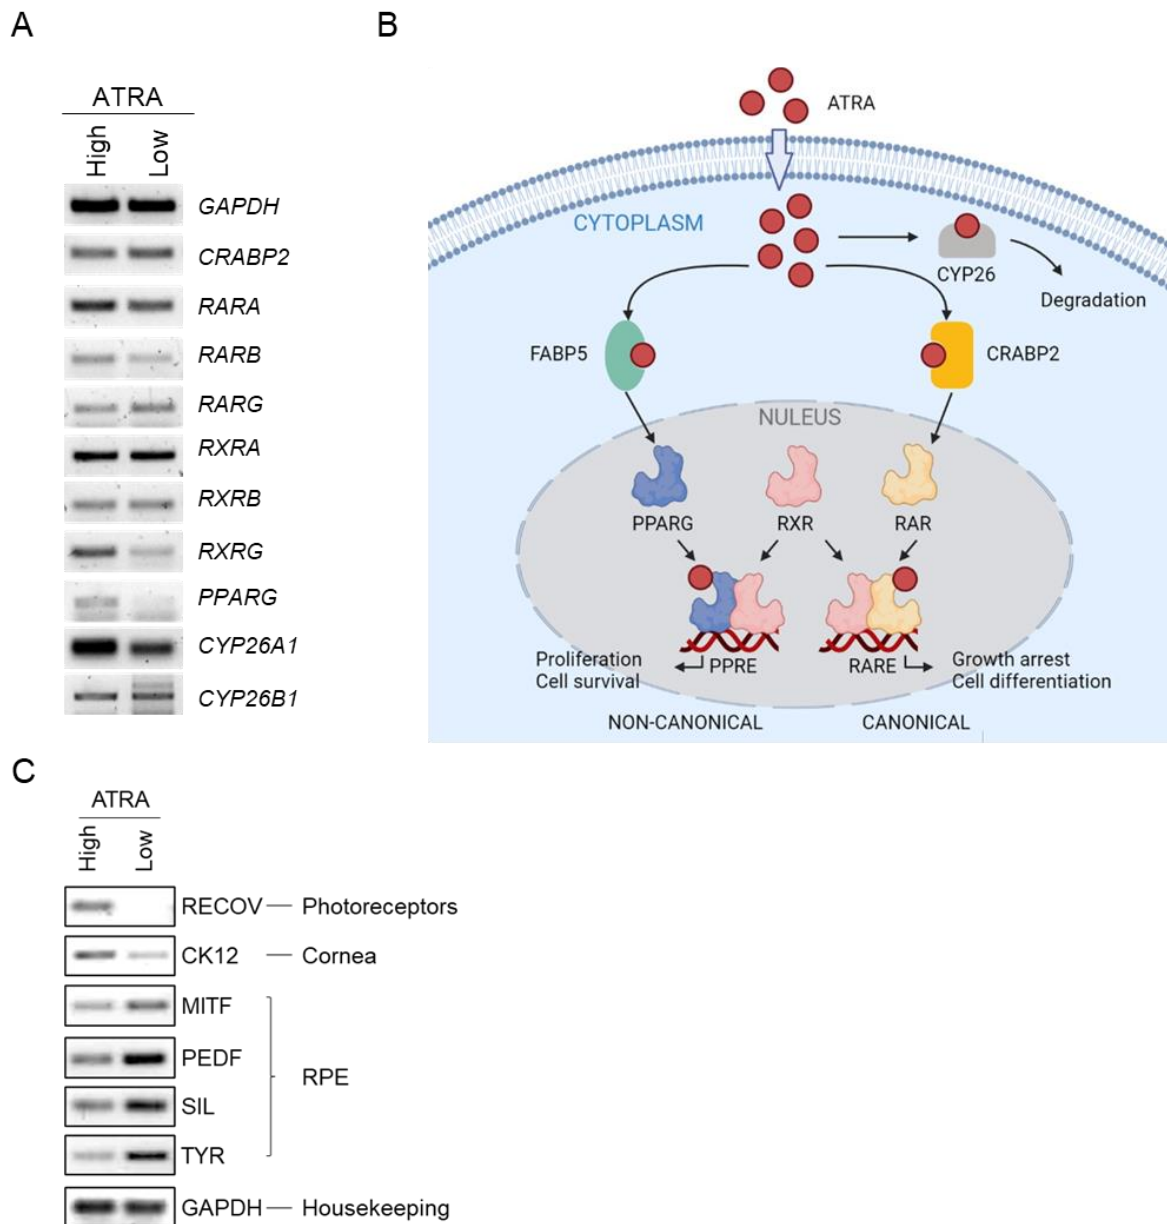 A
ATRA
High
Low
GAPDH
CRABP2
RARA
RARB
RARG
RXRA
RXRB
RXRG
PPARG
CYP26A1
CYP26B1
B
ATRA
CYTOPLASM
CYP26
Degradation
FABP5
CRABP2
NULEUS
PPARG
RXR
RAR
Proliferation
Cell survival
PPRE
RARE
Growth arrest
Cell differentiation
NON-CANONICAL
CANONICAL
C
ATRA
High
Low
RECOV — Photoreceptors
CK12 — Cornea
MITF
PEDF
RPE
SIL
TYR
GAPDH — Housekeeping